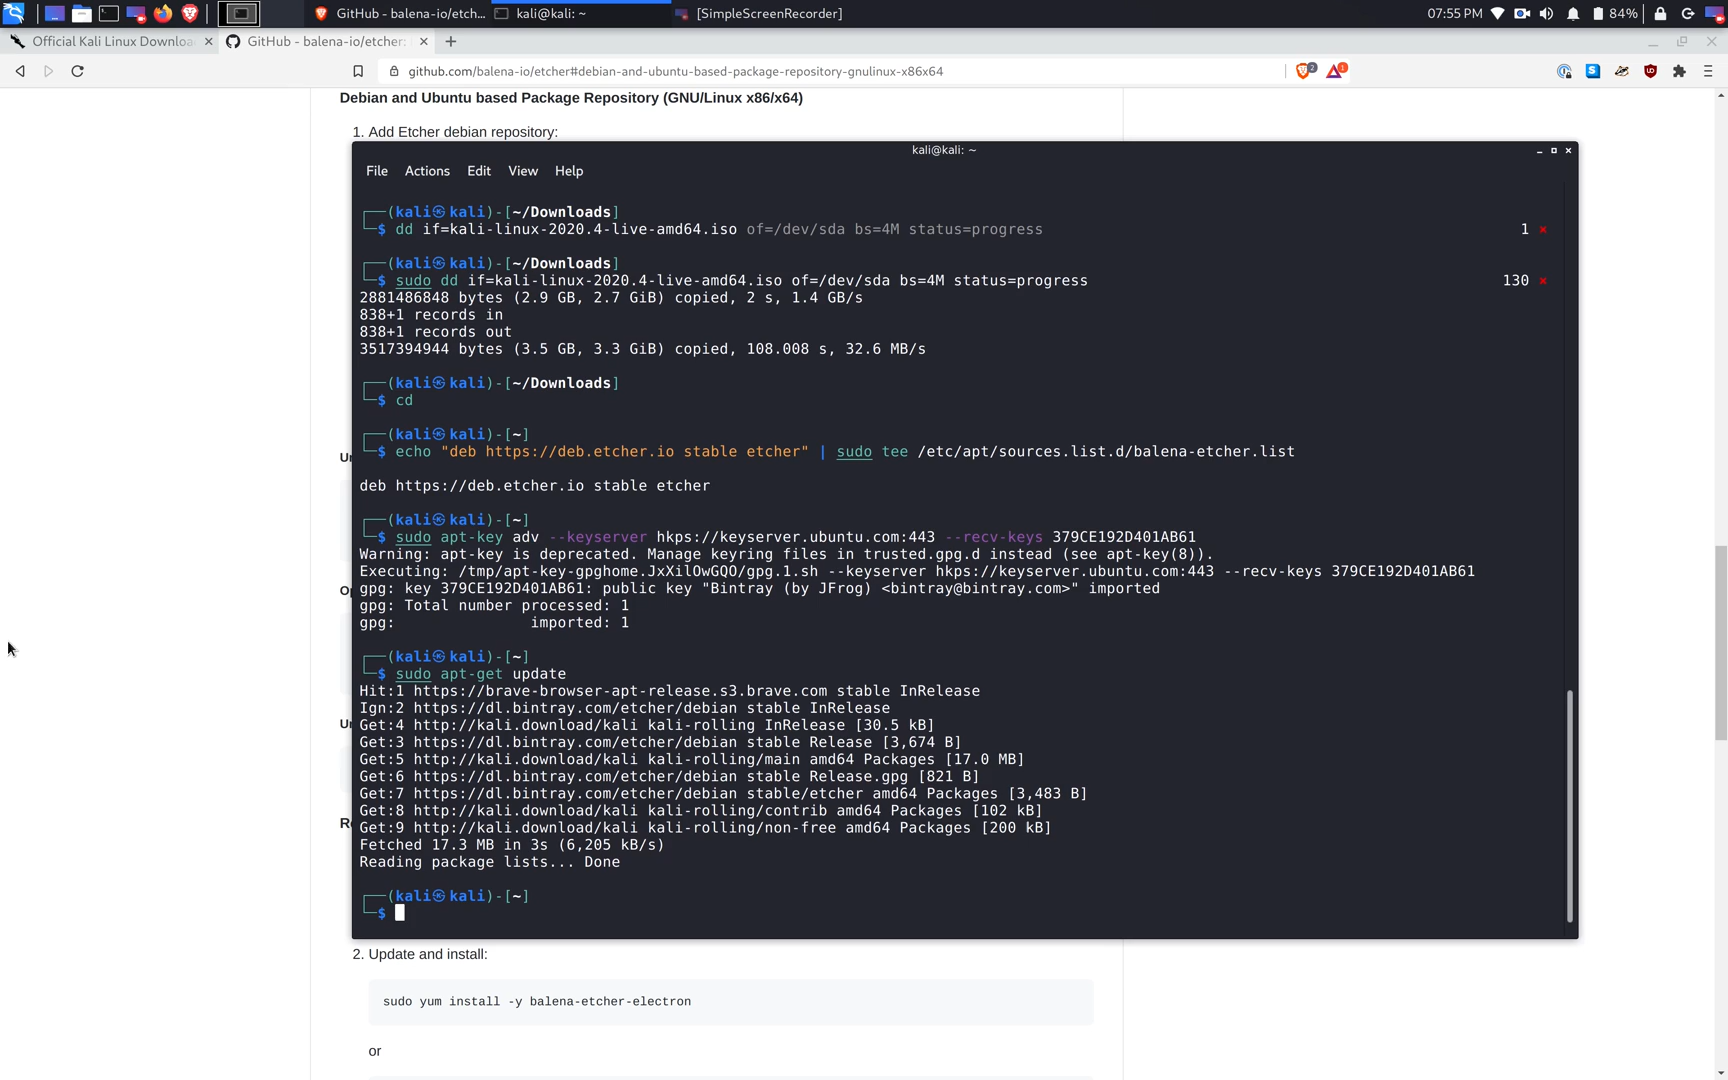 GitHub - balena-io/etch...
kali@kali: ~
[SimpleScreenRecorder]
07:55 PM
84%
Official Kali Linux Downloa
GitHub - balena-io/etcher:
github.com/balena-io/etcher#debian-and-ubuntu-based-package-repository-gnulinux-x86x64
2
1
Debian and Ubuntu based Package Repository (GNU/Linux x86/x64)
1. Add Etcher debian repository:
kali@kali: ~
File Actions Edit View Help
┌──(kali㉿kali)-[~/Downloads]
└─$ dd if=kali-linux-2020.4-live-amd64.iso of=/dev/sda bs=4M status=progress 1 ⨯
┌──(kali㉿kali)-[~/Downloads]
└─$ sudo dd if=kali-linux-2020.4-live-amd64.iso of=/dev/sda bs=4M status=progress 130 ⨯
2881486848 bytes (2.9 GB, 2.7 GiB) copied, 2 s, 1.4 GB/s
838+1 records in
838+1 records out
3517394944 bytes (3.5 GB, 3.3 GiB) copied, 108.008 s, 32.6 MB/s
┌──(kali㉿kali)-[~/Downloads]
└─$ cd
┌──(kali㉿kali)-[~]
└─$ echo "deb https://deb.etcher.io stable etcher" | sudo tee /etc/apt/sources.list.d/balena-etcher.list
deb https://deb.etcher.io stable etcher
┌──(kali㉿kali)-[~]
└─$ sudo apt-key adv --keyserver hkps://keyserver.ubuntu.com:443 --recv-keys 379CE192D401AB61
Warning: apt-key is deprecated. Manage keyring files in trusted.gpg.d instead (see apt-key(8)).
Executing: /tmp/apt-key-gpghome.JxXilOwGQO/gpg.1.sh --keyserver hkps://keyserver.ubuntu.com:443 --recv-keys 379CE192D401AB61
gpg: key 379CE192D401AB61: public key "Bintray (by JFrog) <bintray@bintray.com>" imported
gpg: Total number processed: 1
gpg: imported: 1
┌──(kali㉿kali)-[~]
└─$ sudo apt-get update
Hit:1 https://brave-browser-apt-release.s3.brave.com stable InRelease
Ign:2 https://dl.bintray.com/etcher/debian stable InRelease
Get:4 http://kali.download/kali kali-rolling InRelease [30.5 kB]
Get:3 https://dl.bintray.com/etcher/debian stable Release [3,674 B]
Get:5 http://kali.download/kali kali-rolling/main amd64 Packages [17.0 MB]
Get:6 https://dl.bintray.com/etcher/debian stable Release.gpg [821 B]
Get:7 https://dl.bintray.com/etcher/debian stable/etcher amd64 Packages [3,483 B]
Get:8 http://kali.download/kali kali-rolling/contrib amd64 Packages [102 kB]
Get:9 http://kali.download/kali kali-rolling/non-free amd64 Packages [200 kB]
Fetched 17.3 MB in 3s (6,205 kB/s)
Reading package lists... Done
┌──(kali㉿kali)-[~]
└─$
2. Update and install:
sudo yum install -y balena-etcher-electron
or